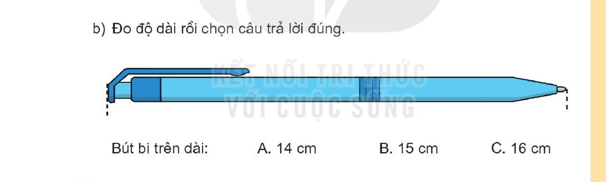 b) Đo độ dài rồi chọn câu trả lời đúng.
KẾT NỐI TRI THỨC
VỚI CUỘC SỐNG
Bút bi trên dài: A. 14 cm B. 15 cm C. 16 cm